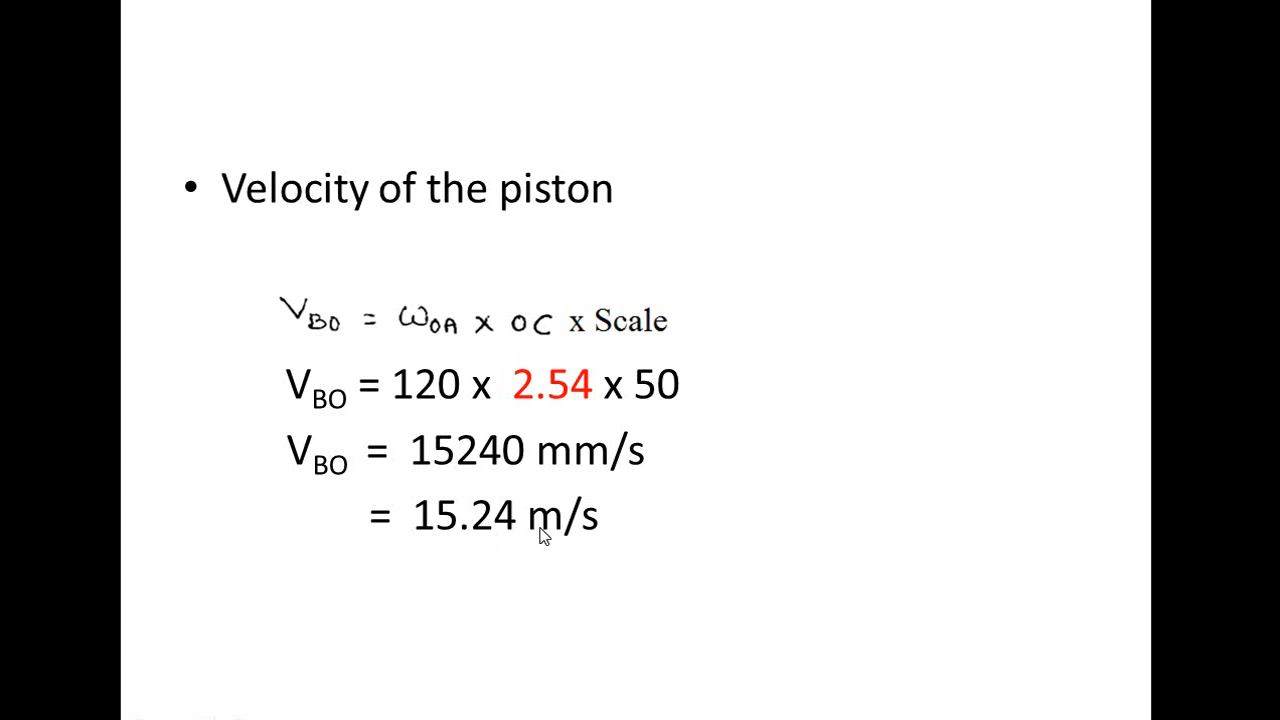 • Velocity of the piston
VBO = ωOA x OC x Scale
VBO = 120 x 2.54 x 50
VBO = 15240 mm/s
= 15.24 m/s